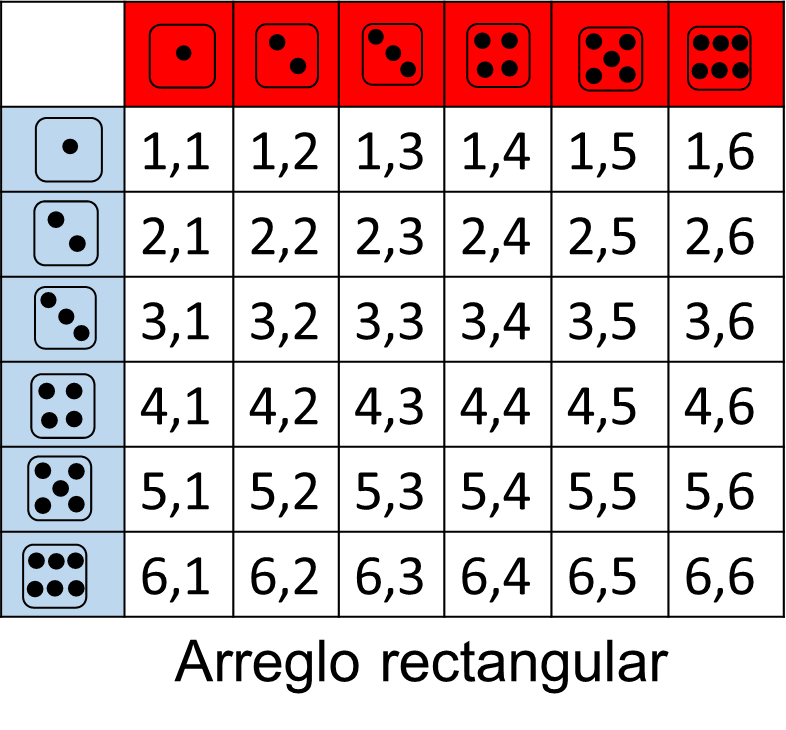 1,1 1,2 1,3 1,4 1,5 1,6
2,1 2,2 2,3 2,4 2,5 2,6
3,1 3,2 3,3 3,4 3,5 3,6
4,1 4,2 4,3 4,4 4,5 4,6
5,1 5,2 5,3 5,4 5,5 5,6
6,1 6,2 6,3 6,4 6,5 6,6
Arreglo rectangular